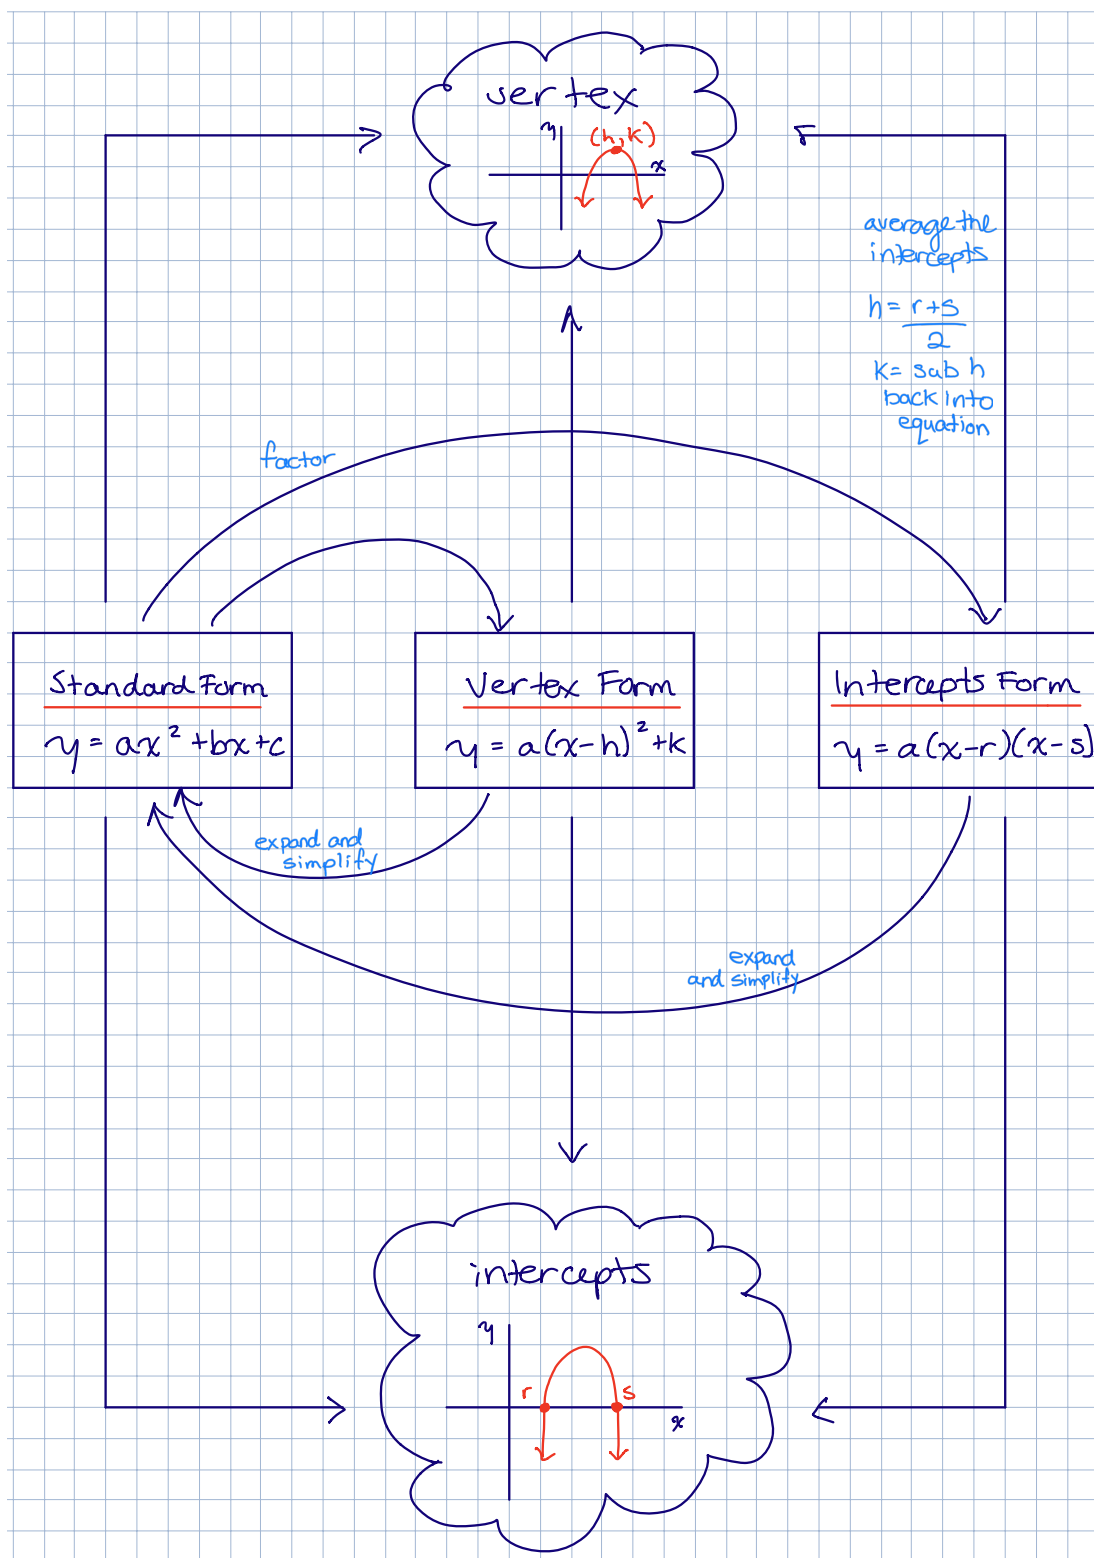 vertex
y
(h,k)
x
average the
intercepts
h = r+s
2
k = sub h
back into
equation
factor
Standard Form
y = ax² +bx+c
Vertex Form
y = a(x-h)² +k
Intercepts Form
y = a(x-r)(x-s)
expand and
simplify
expand
and simplify
intercepts
y
r
s
x